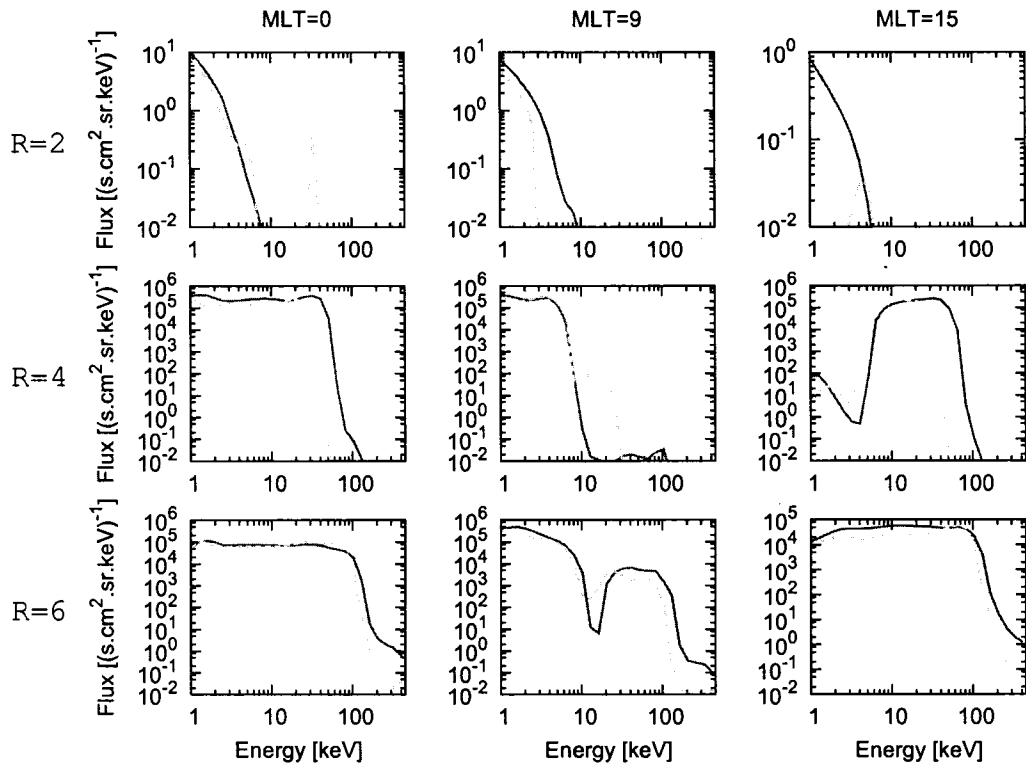 MLT=0 MLT=9 MLT=15
R=2
Flux [(s.cm².sr.keV)⁻¹]
10¹ 10⁰ 10⁻¹ 10⁻²
1 10 100
10¹ 10⁰ 10⁻¹ 10⁻²
1 10 100
10⁰ 10⁻¹ 10⁻²
1 10 100
R=4
Flux [(s.cm².sr.keV)⁻¹]
10⁶ 10⁵ 10⁴ 10³ 10² 10¹ 10⁰ 10⁻¹ 10⁻²
1 10 100
10⁶ 10⁵ 10⁴ 10³ 10² 10¹ 10⁰ 10⁻¹ 10⁻²
1 10 100
10⁶ 10⁵ 10⁴ 10³ 10² 10¹ 10⁰ 10⁻¹ 10⁻²
1 10 100
R=6
Flux [(s.cm².sr.keV)⁻¹]
10⁶ 10⁵ 10⁴ 10³ 10² 10¹ 10⁰ 10⁻¹ 10⁻²
1 10 100
10⁶ 10⁵ 10⁴ 10³ 10² 10¹ 10⁰ 10⁻¹ 10⁻²
1 10 100
10⁵ 10⁴ 10³ 10² 10¹ 10⁰ 10⁻¹ 10⁻²
1 10 100
Energy [keV] Energy [keV] Energy [keV]